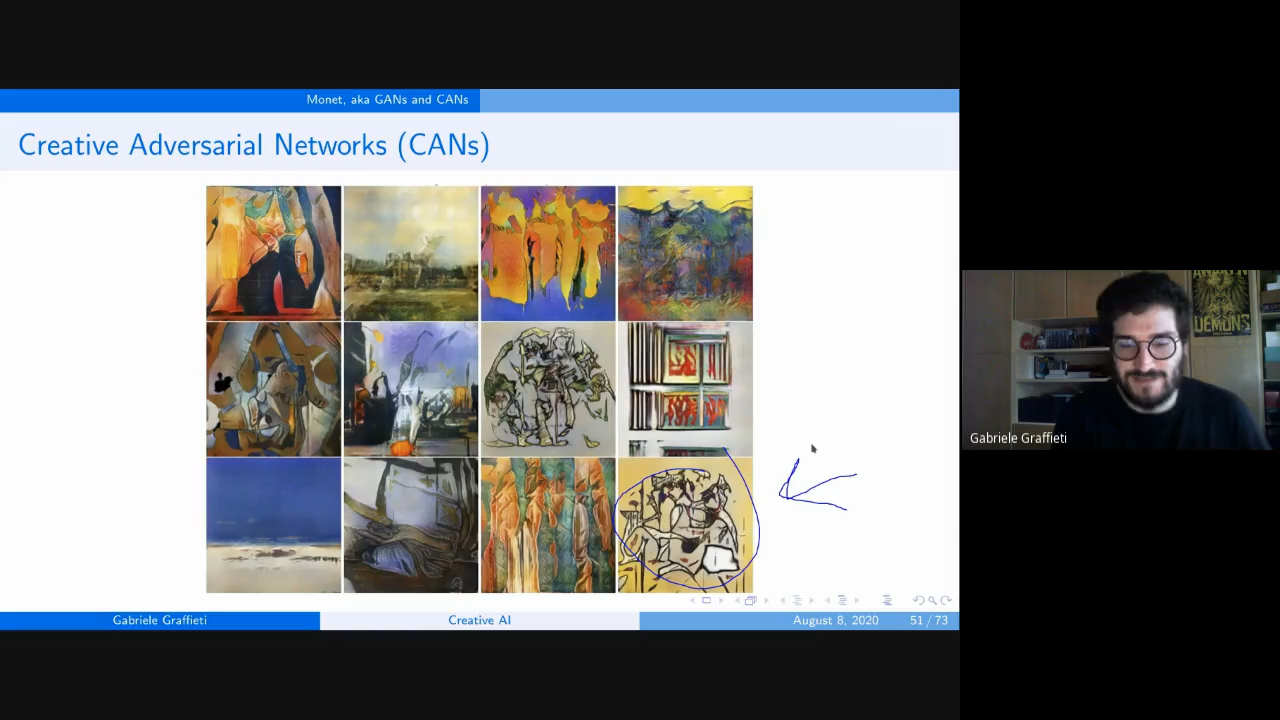 Monet, aka GANs and CANs
Creative Adversarial Networks (CANs)
DEMONS
Gabriele Graffieti
Gabriele Graffieti
Creative AI
August 8, 2020
51 / 73